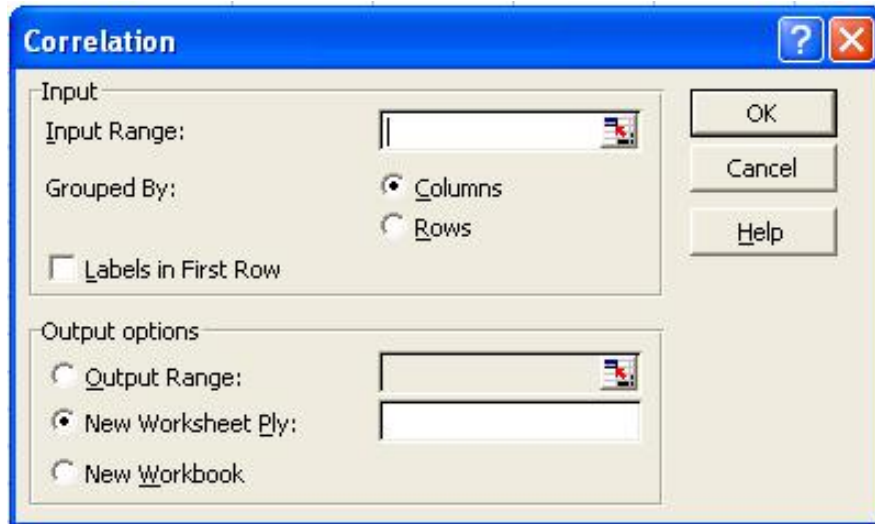 Correlation
Input
Input Range:
Grouped By:
Columns
Rows
Labels in First Row
OK
Cancel
Help
Output options
Output Range:
New Worksheet Ply:
New Workbook